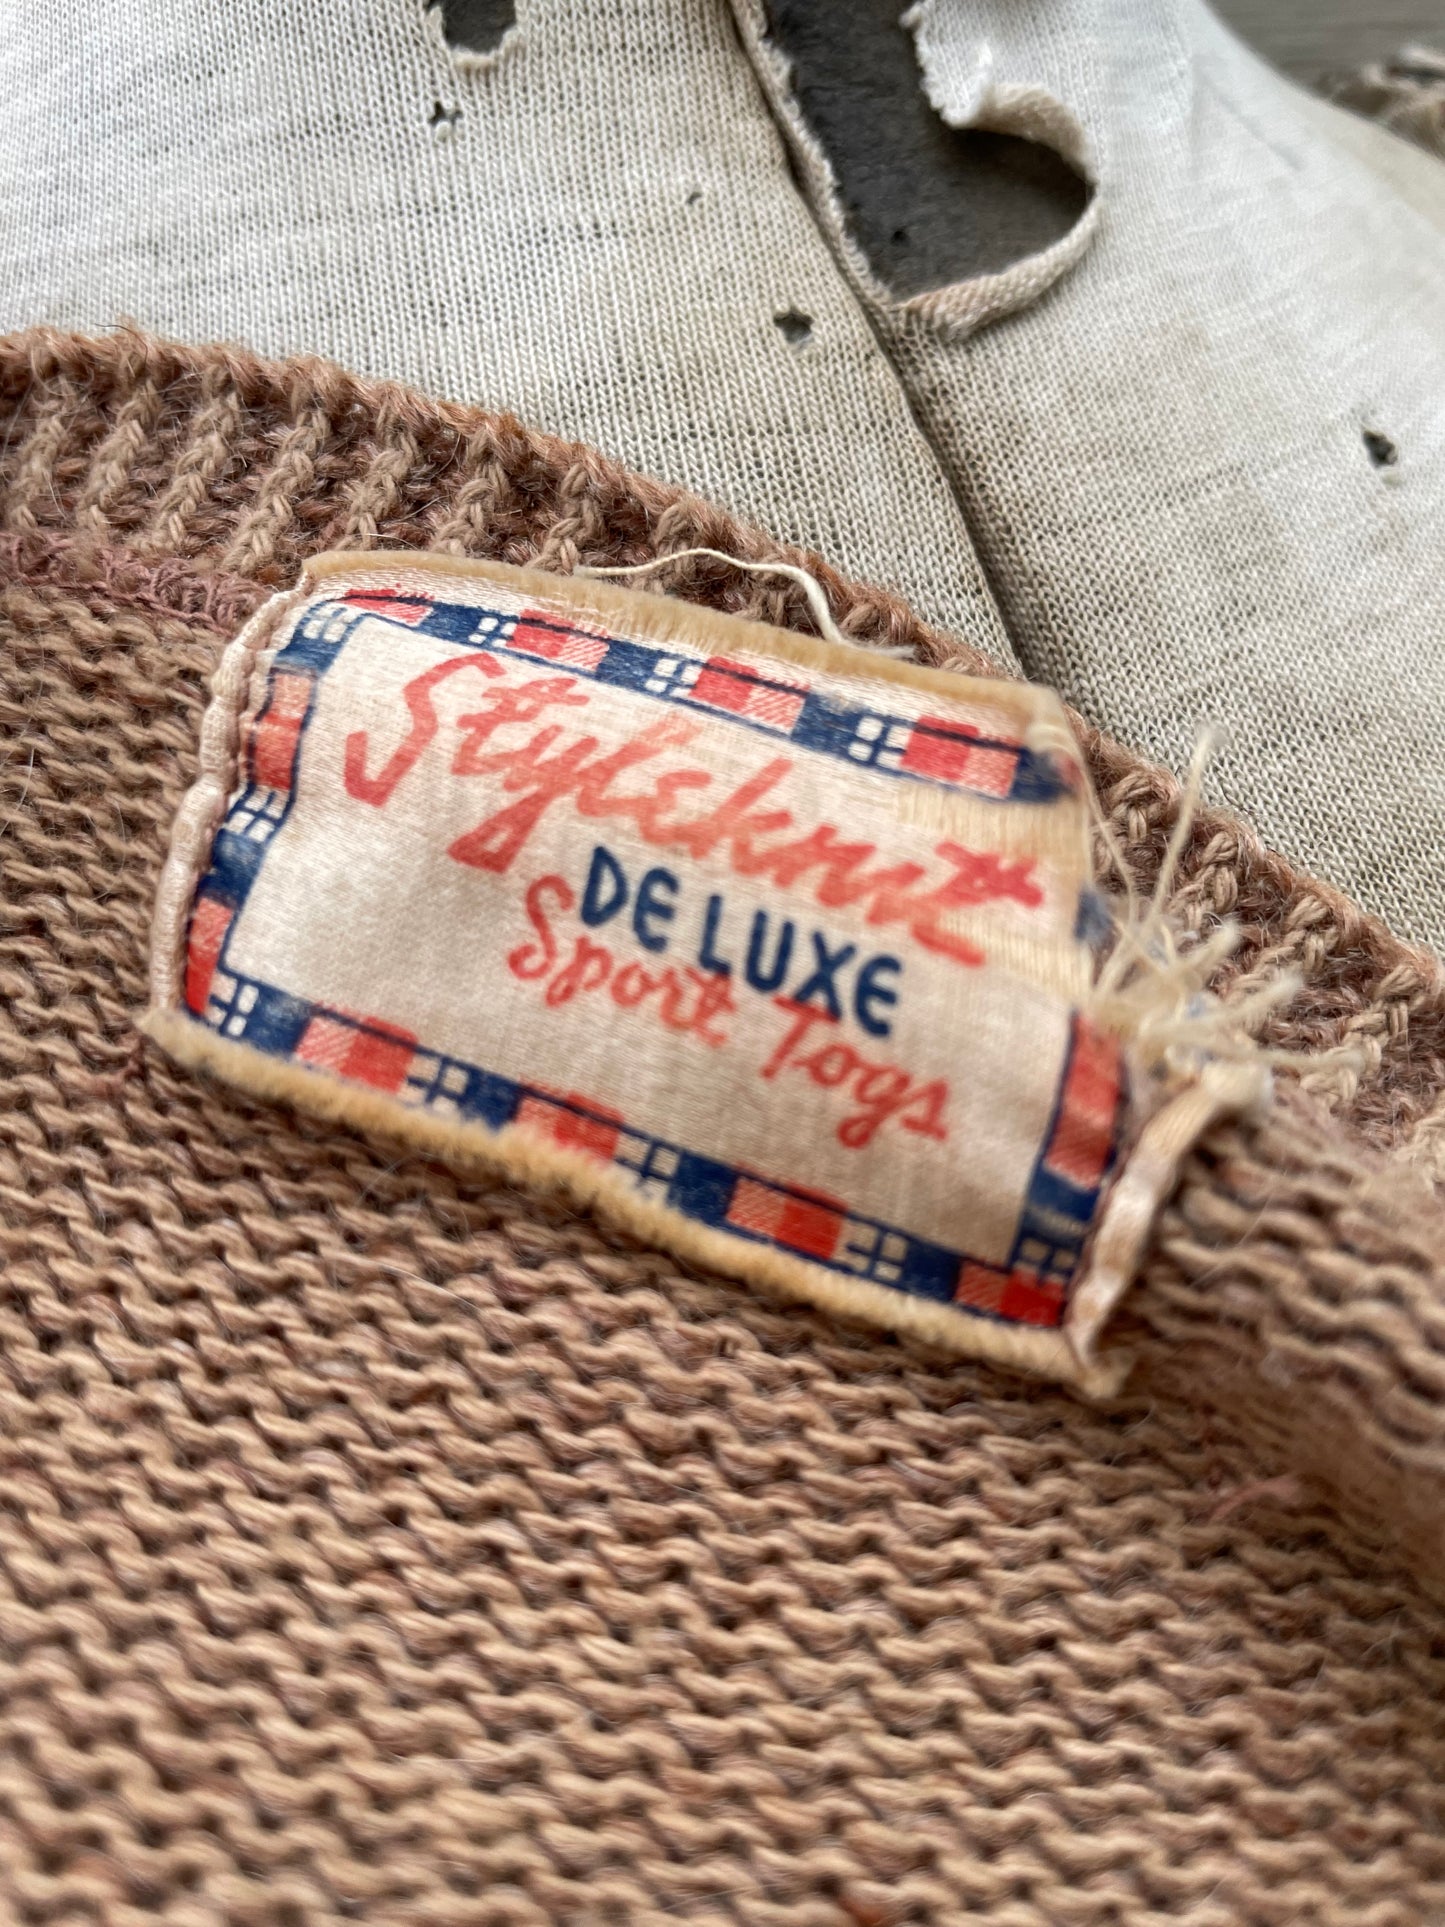 Styleknit
DE LUXE
Sport Togs